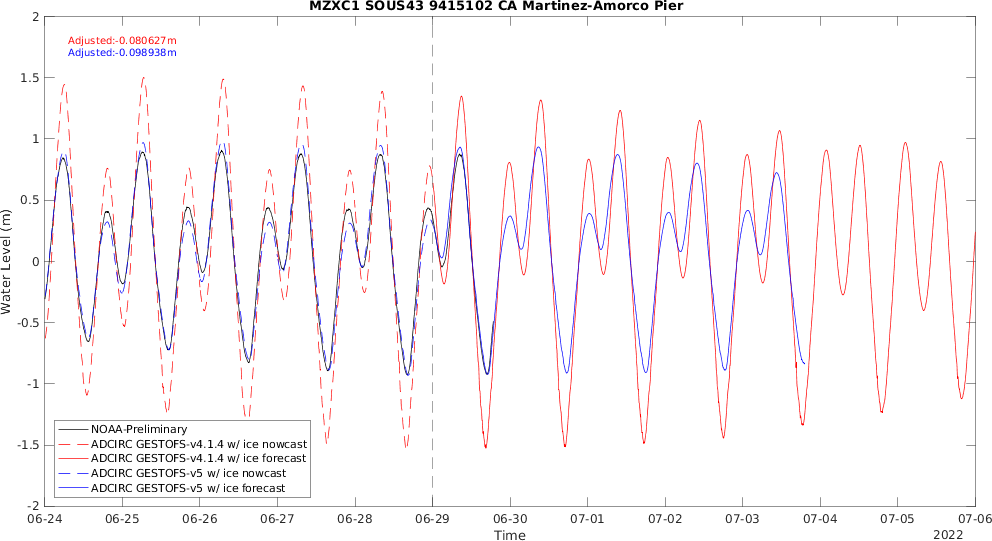 MZXC1 SOUS43 9415102 CA Martinez-Amorco Pier
Adjusted:-0.080627m
Adjusted:-0.098938m
2
1.5
1
0.5
0
-0.5
-1
-1.5
-2
Water Level (m)
NOAA-Preliminary
ADCIRC GESTOFS-v4.1.4 w/ ice nowcast
ADCIRC GESTOFS-v4.1.4 w/ ice forecast
ADCIRC GESTOFS-v5 w/ ice nowcast
ADCIRC GESTOFS-v5 w/ ice forecast
06-24 06-25 06-26 06-27 06-28 06-29 06-30 07-01 07-02 07-03 07-04 07-05 07-06
Time
2022